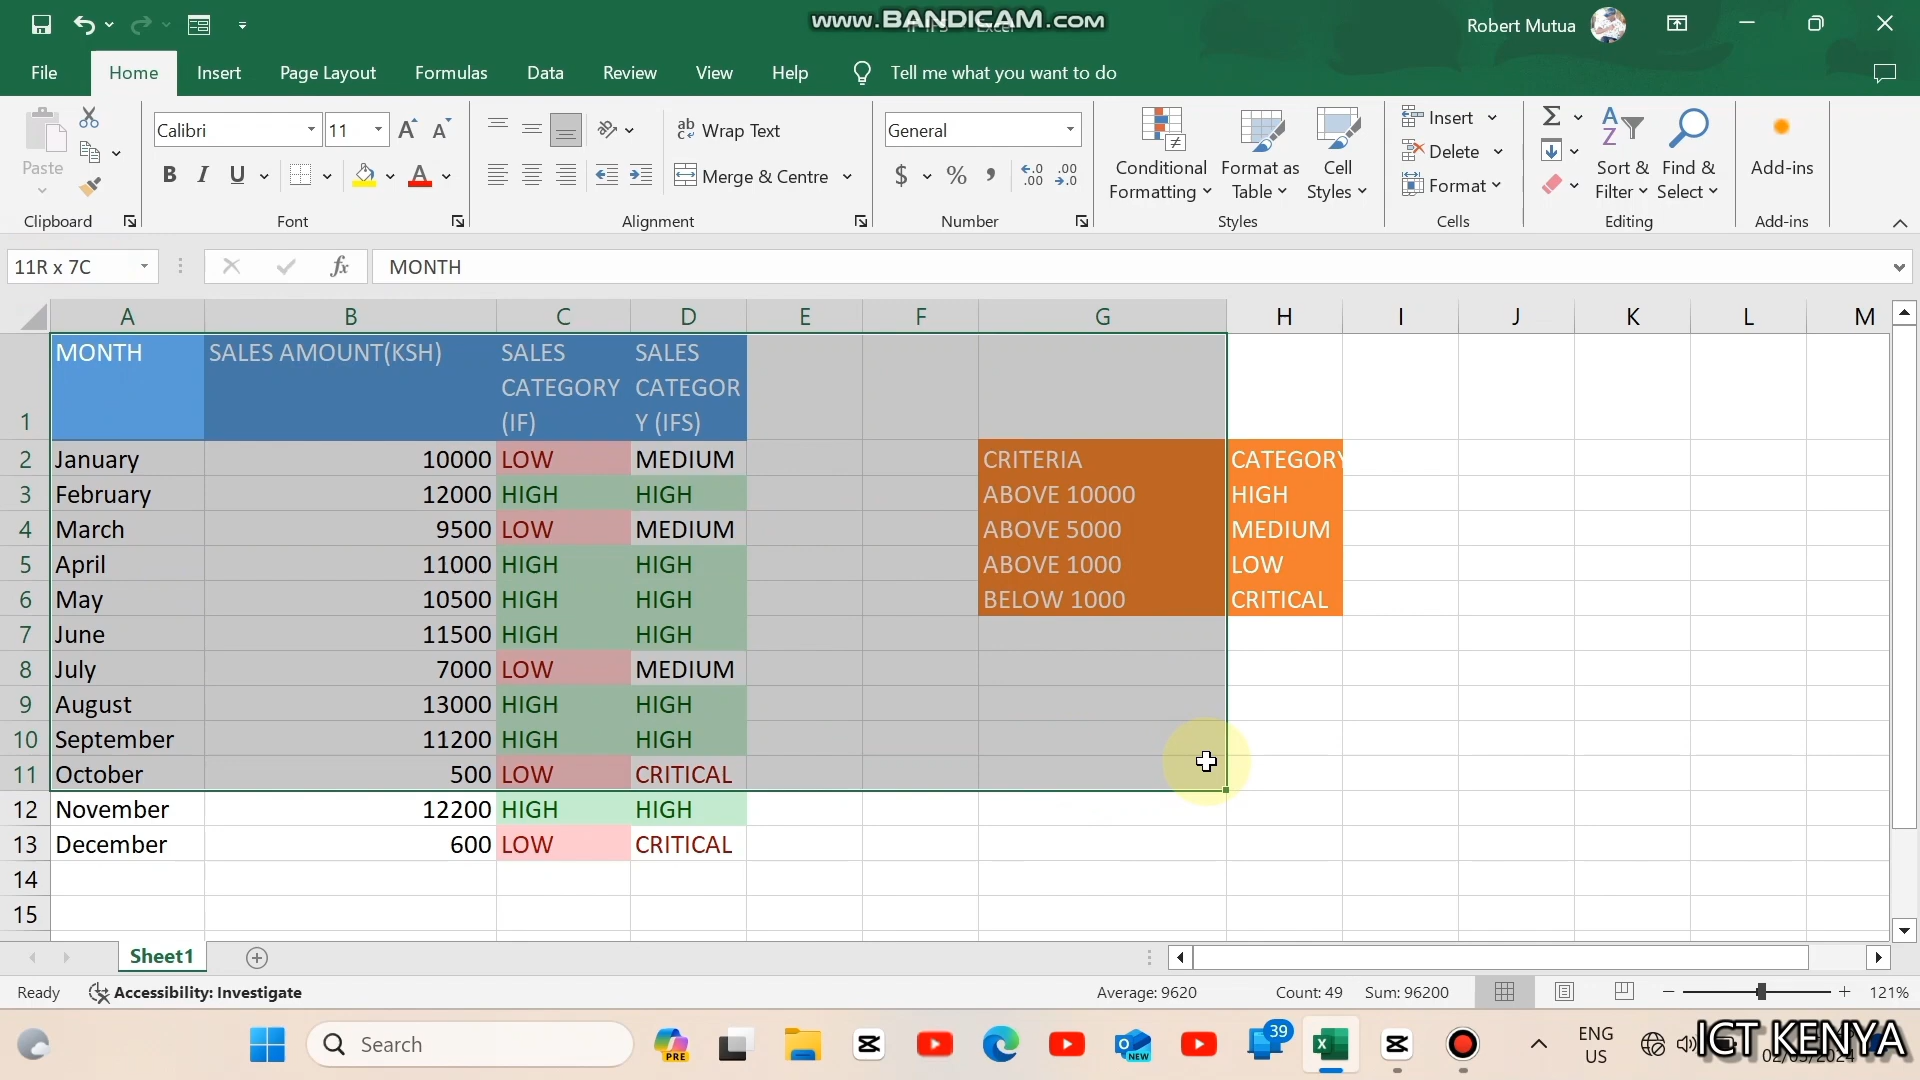 www.BANDICAM.com
Robert Mutua
File Home Insert Page Layout Formulas Data Review View Help Tell me what you want to do
Paste
Clipboard
Calibri 11
B I U
Font
Wrap Text
Merge & Centre
Alignment
General
$ % ,
Number
Conditional Formatting
Format as Table
Cell Styles
Styles
Insert
Delete
Format
Cells
Sort & Filter
Find & Select
Editing
Add-ins
Add-ins
11R x 7C fx MONTH
A B C D E F G H I J K L M
1 MONTH SALES AMOUNT(KSH) SALES CATEGORY (IF) SALES CATEGORY (IFS)
2 January 10000 LOW MEDIUM CRITERIA CATEGORY
3 February 12000 HIGH HIGH ABOVE 10000 HIGH
4 March 9500 LOW MEDIUM ABOVE 5000 MEDIUM
5 April 11000 HIGH HIGH ABOVE 1000 LOW
6 May 10500 HIGH HIGH BELOW 1000 CRITICAL
7 June 11500 HIGH HIGH
8 July 7000 LOW MEDIUM
9 August 13000 HIGH HIGH
10 September 11200 HIGH HIGH
11 October 500 LOW CRITICAL
12 November 12200 HIGH HIGH
13 December 600 LOW CRITICAL
14
15
Sheet1
Ready Accessibility: Investigate Average: 9620 Count: 49 Sum: 96200 121%
Search PRE NEW 39 ENG US
ICT KENYA